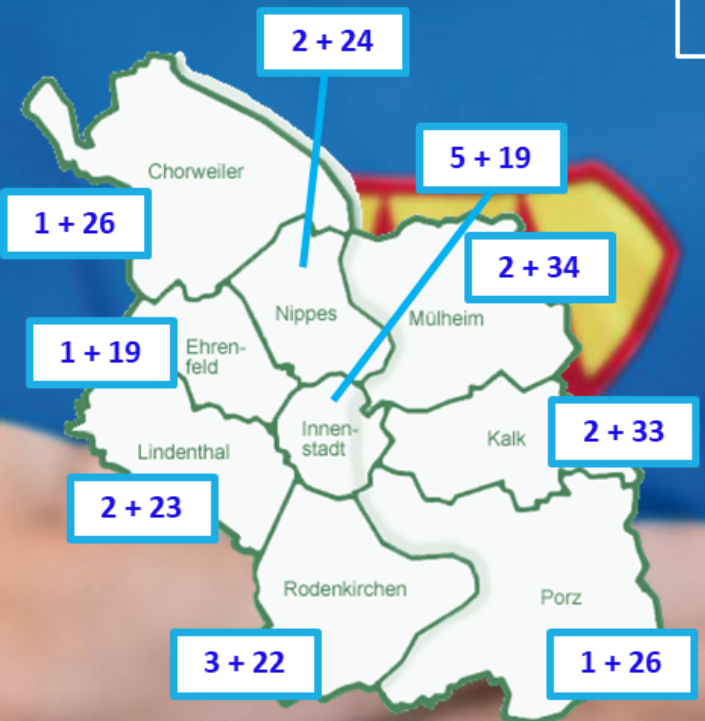 2 + 24
5 + 19
Chorweiler
1 + 26
2 + 34
Nippes
Mülheim
1 + 19
Ehren-
feld
Innen-
stadt
Kalk
2 + 33
Lindenthal
2 + 23
Rodenkirchen
Porz
3 + 22
1 + 26